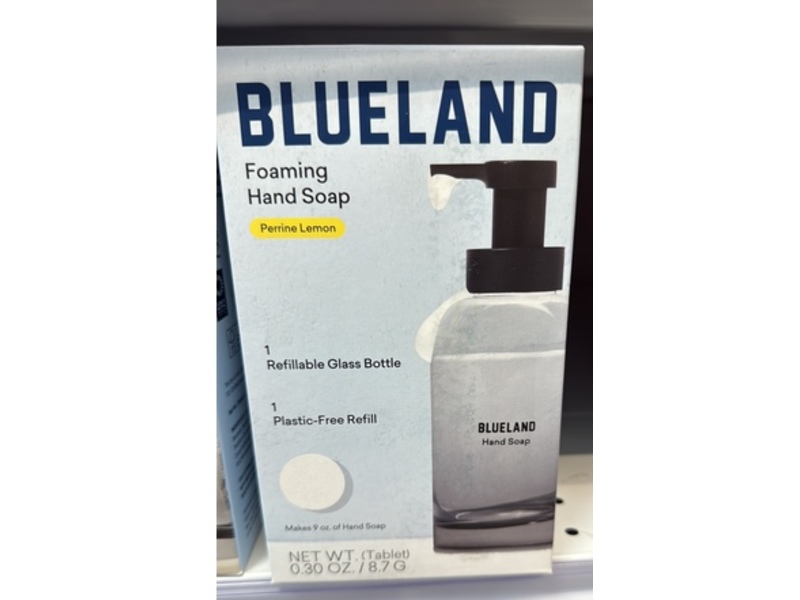 BLUELAND
Foaming
Hand Soap
Perrine Lemon
1
Refillable Glass Bottle
1
Plastic-Free Refill
BLUELAND
Hand Soap
Makes 9 oz. of Hand Soap
NET WT. (Tablet)
0.30 OZ. / 8.7 G